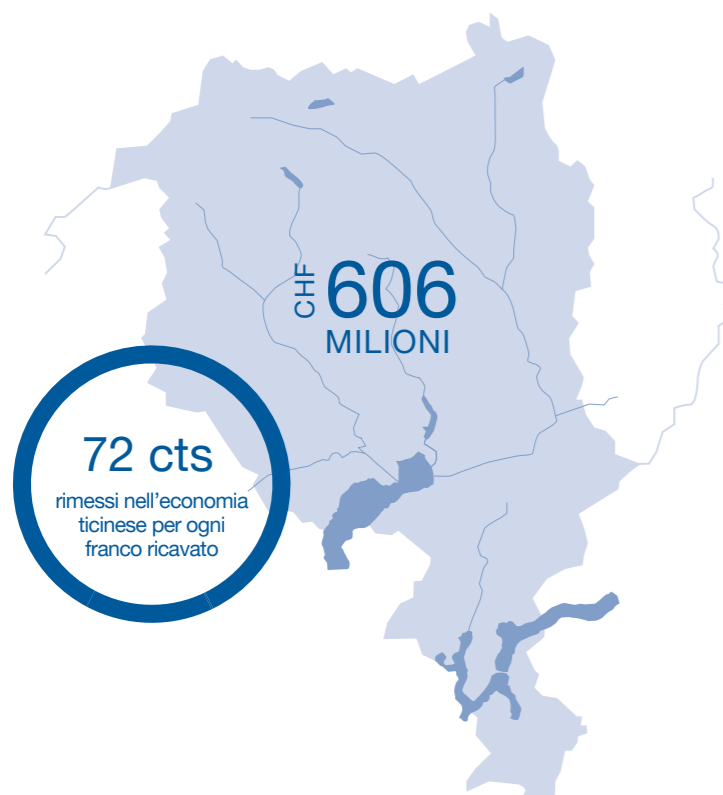 CHF 606
MILIONI
72 cts
rimessi nell'economia
ticinese per ogni
franco ricavato